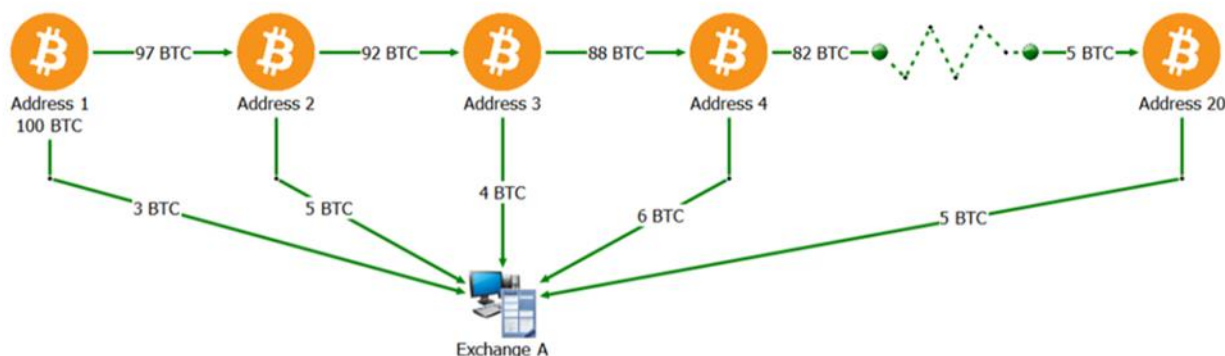 97 BTC
92 BTC
88 BTC
82 BTC
5 BTC
Address 1
100 BTC
Address 2
Address 3
Address 4
Address 20
3 BTC
5 BTC
4 BTC
6 BTC
5 BTC
Exchange A